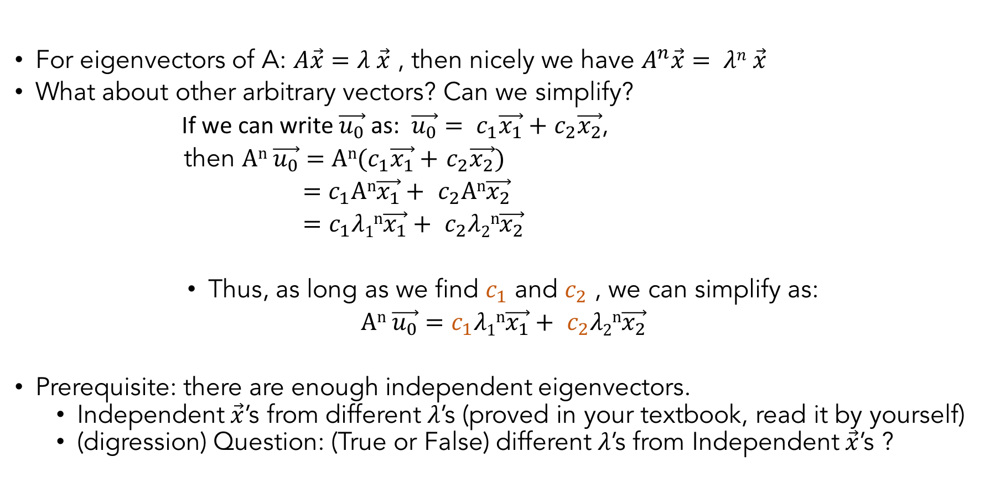 • For eigenvectors of A: $A\vec{x} = \lambda\ \vec{x}$ , then nicely we have $A^n\vec{x} = \ \lambda^n\ \vec{x}$
• What about other arbitrary vectors? Can we simplify?
If we can write $\overrightarrow{u_0}$ as: $\overrightarrow{u_0} = \ c_1\overrightarrow{x_1} + c_2\overrightarrow{x_2}$,
then $\mathrm{A}^{\mathrm{n}}\ \overrightarrow{u_0} = \mathrm{A}^{\mathrm{n}}(c_1\overrightarrow{x_1} + \ c_2\overrightarrow{x_2})$
$= c_1\mathrm{A}^{\mathrm{n}}\overrightarrow{x_1} + \ c_2\mathrm{A}^{\mathrm{n}}\overrightarrow{x_2}$
$= c_1{\lambda_1}^{\mathrm{n}}\overrightarrow{x_1} + \ c_2{\lambda_2}^{\mathrm{n}}\overrightarrow{x_2}$
• Thus, as long as we find $c_1$ and $c_2$ , we can simplify as:
$\mathrm{A}^{\mathrm{n}}\ \overrightarrow{u_0} = c_1{\lambda_1}^{\mathrm{n}}\overrightarrow{x_1} + \ c_2{\lambda_2}^{\mathrm{n}}\overrightarrow{x_2}$
• Prerequisite: there are enough independent eigenvectors.
• Independent $\vec{x}$’s from different $\lambda$’s (proved in your textbook, read it by yourself)
• (digression) Question: (True or False) different $\lambda$’s from Independent $\vec{x}$’s ?